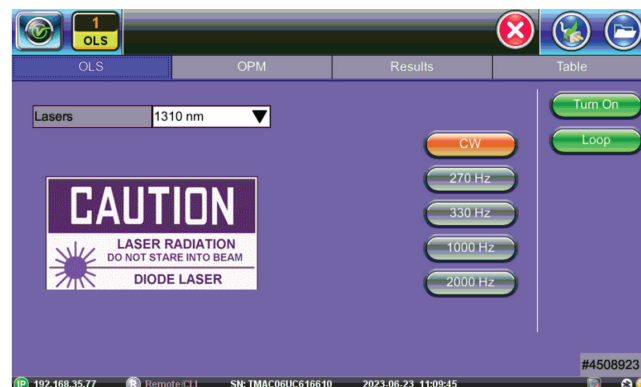 1
OLS
OLS OPM Results Table
Lasers 1310 nm
Turn On
Loop
CW
270 Hz
330 Hz
1000 Hz
2000 Hz
CAUTION
LASER RADIATION
DO NOT STARE INTO BEAM
DIODE LASER
#4508923
IP 192.168.35.77 R Remote/CLI SN: TMAC06UC616610 2023-06-23 11:09:45